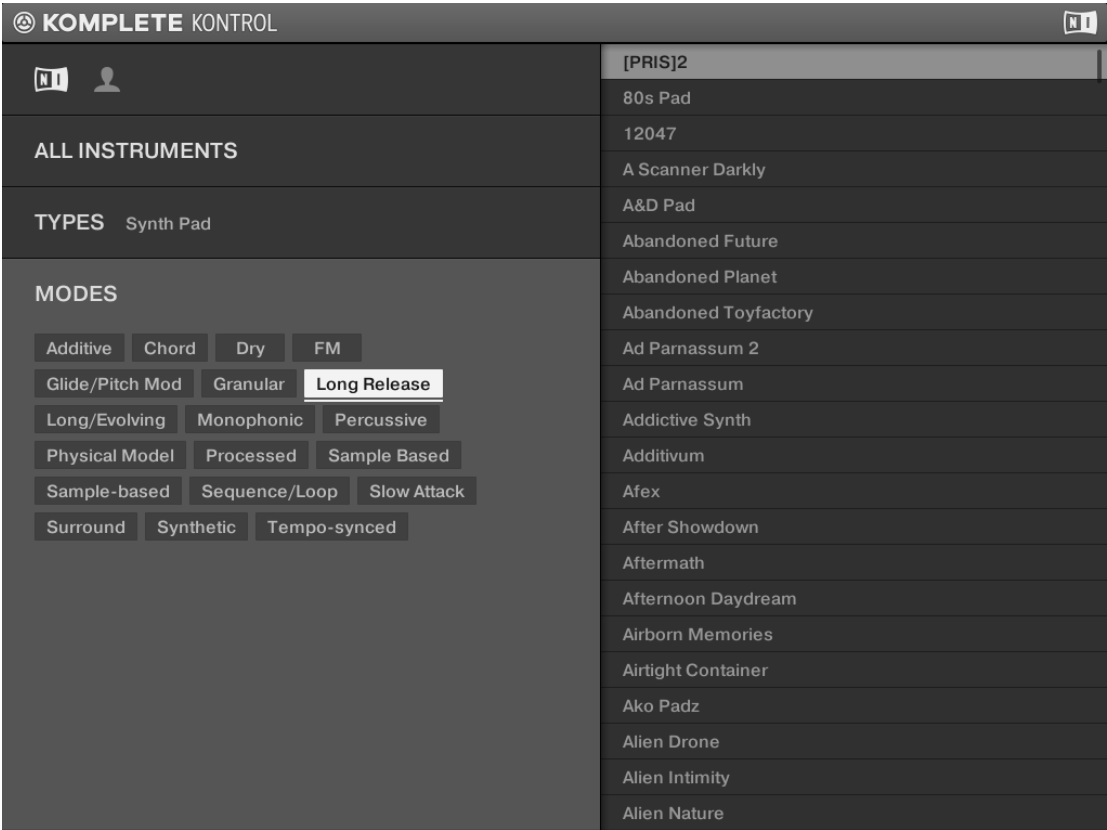 KOMPLETE KONTROL
NI
NI
ALL INSTRUMENTS
TYPES Synth Pad
MODES
Additive Chord Dry FM
Glide/Pitch Mod Granular Long Release
Long/Evolving Monophonic Percussive
Physical Model Processed Sample Based
Sample-based Sequence/Loop Slow Attack
Surround Synthetic Tempo-synced
[PRIS]2
80s Pad
12047
A Scanner Darkly
A&D Pad
Abandoned Future
Abandoned Planet
Abandoned Toyfactory
Ad Parnassum 2
Ad Parnassum
Addictive Synth
Additivum
Afex
After Showdown
Aftermath
Afternoon Daydream
Airborn Memories
Airtight Container
Ako Padz
Alien Drone
Alien Intimity
Alien Nature